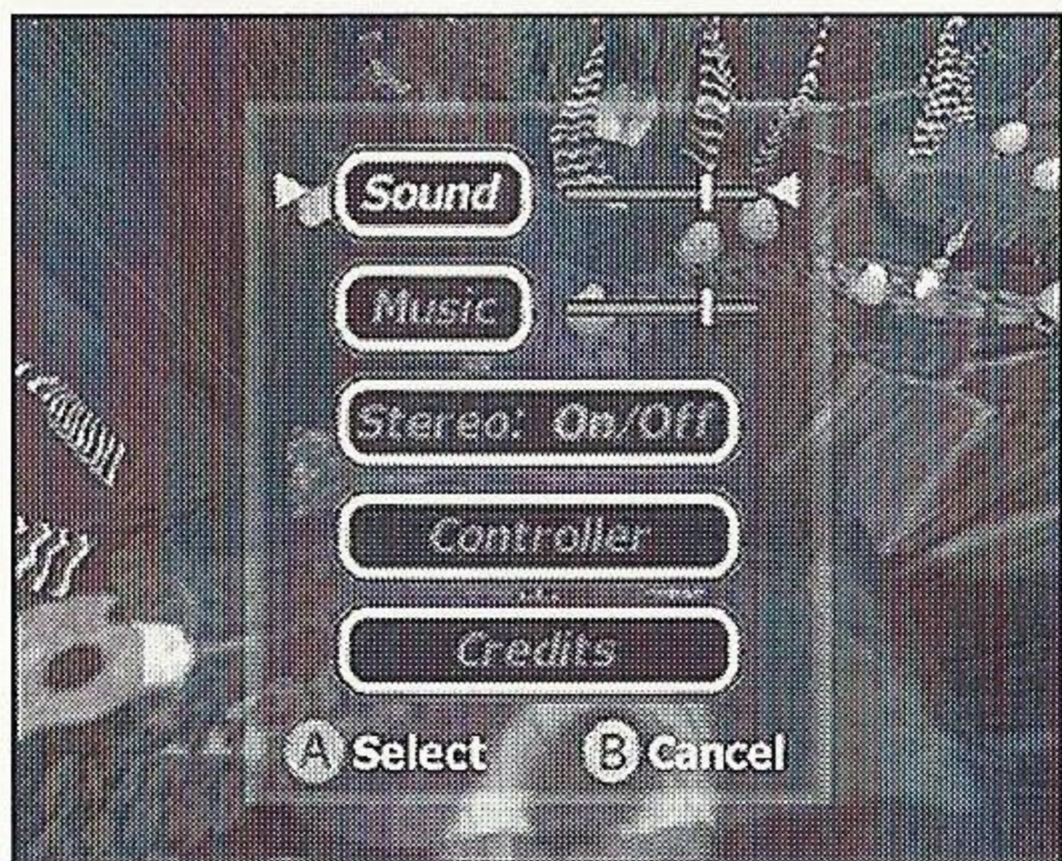 Sound
Music
Stereo: On/Off
Controller
Credits
A Select B Cancel